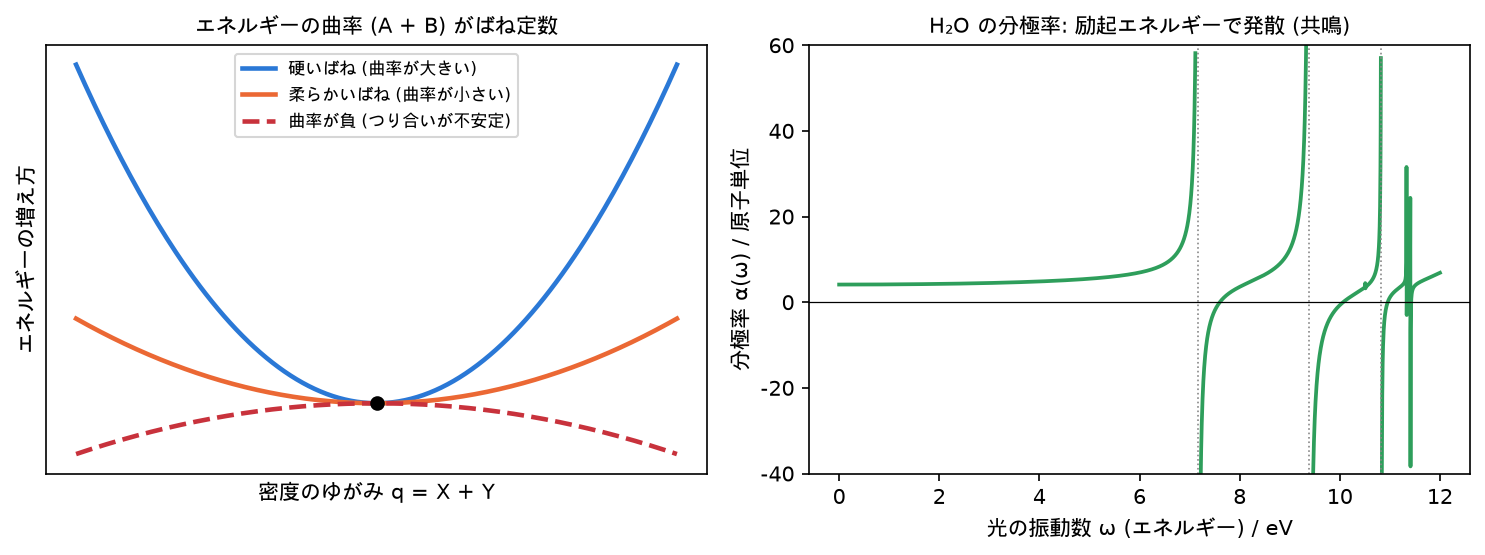 エネルギーの曲率 (A + B) がばね定数
硬いばね (曲率が大きい)
柔らかいばね (曲率が小さい)
曲率が負 (つり合いが不安定)
エネルギーの増え方
密度のゆがみ q = X + Y
H₂O の分極率: 励起エネルギーで発散 (共鳴)
分極率 α(ω) / 原子単位
60
40
20
0
-20
-40
0 2 4 6 8 10 12
光の振動数 ω (エネルギー) / eV